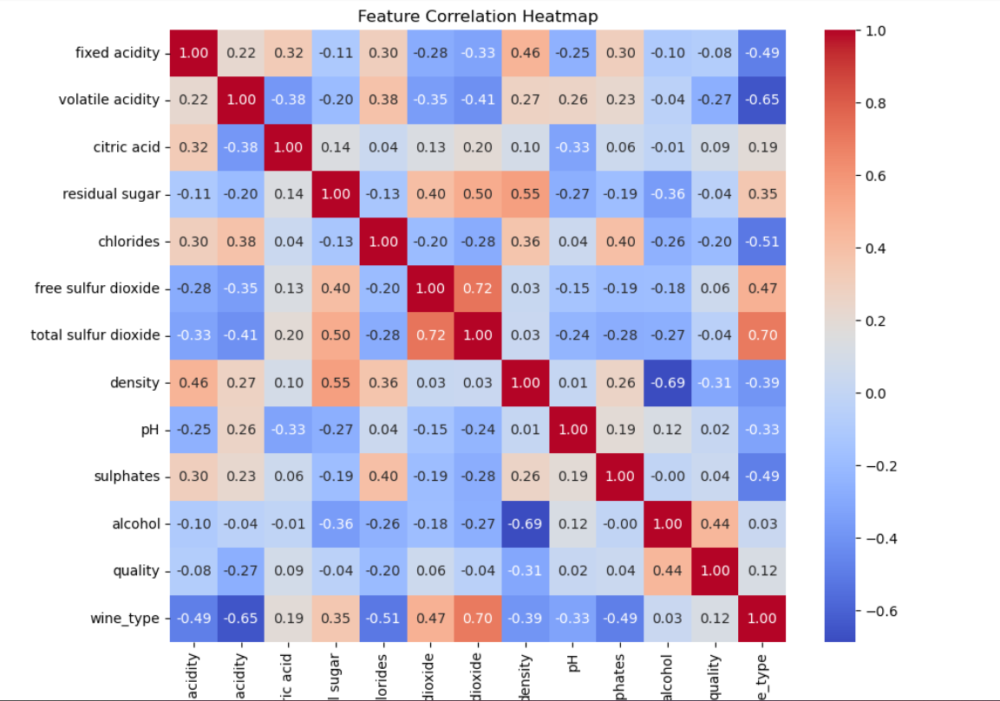 Feature Correlation Heatmap
fixed acidity 1.00 0.22 0.32 -0.11 0.30 -0.28 -0.33 0.46 -0.25 0.30 -0.10 -0.08 -0.49
volatile acidity 0.22 1.00 -0.38 -0.20 0.38 -0.35 -0.41 0.27 0.26 0.23 -0.04 -0.27 -0.65
citric acid 0.32 -0.38 1.00 0.14 0.04 0.13 0.20 0.10 -0.33 0.06 -0.01 0.09 0.19
residual sugar -0.11 -0.20 0.14 1.00 -0.13 0.40 0.50 0.55 -0.27 -0.19 -0.36 -0.04 0.35
chlorides 0.30 0.38 0.04 -0.13 1.00 -0.20 -0.28 0.36 0.04 0.40 -0.26 -0.20 -0.51
free sulfur dioxide -0.28 -0.35 0.13 0.40 -0.20 1.00 0.72 0.03 -0.15 -0.19 -0.18 0.06 0.47
total sulfur dioxide -0.33 -0.41 0.20 0.50 -0.28 0.72 1.00 0.03 -0.24 -0.28 -0.27 -0.04 0.70
density 0.46 0.27 0.10 0.55 0.36 0.03 0.03 1.00 0.01 0.26 -0.69 -0.31 -0.39
pH -0.25 0.26 -0.33 -0.27 0.04 -0.15 -0.24 0.01 1.00 0.19 0.12 0.02 -0.33
sulphates 0.30 0.23 0.06 -0.19 0.40 -0.19 -0.28 0.26 0.19 1.00 -0.00 0.04 -0.49
alcohol -0.10 -0.04 -0.01 -0.36 -0.26 -0.18 -0.27 -0.69 0.12 -0.00 1.00 0.44 0.03
quality -0.08 -0.27 0.09 -0.04 -0.20 0.06 -0.04 -0.31 0.02 0.04 0.44 1.00 0.12
wine_type -0.49 -0.65 0.19 0.35 -0.51 0.47 0.70 -0.39 -0.33 -0.49 0.03 0.12 1.00
acidity
acidity
ric acid
l sugar
lorides
dioxide
dioxide
density
pH
phates
alcohol
quality
e_type
1.0
0.8
0.6
0.4
0.2
0.0
−0.2
−0.4
−0.6